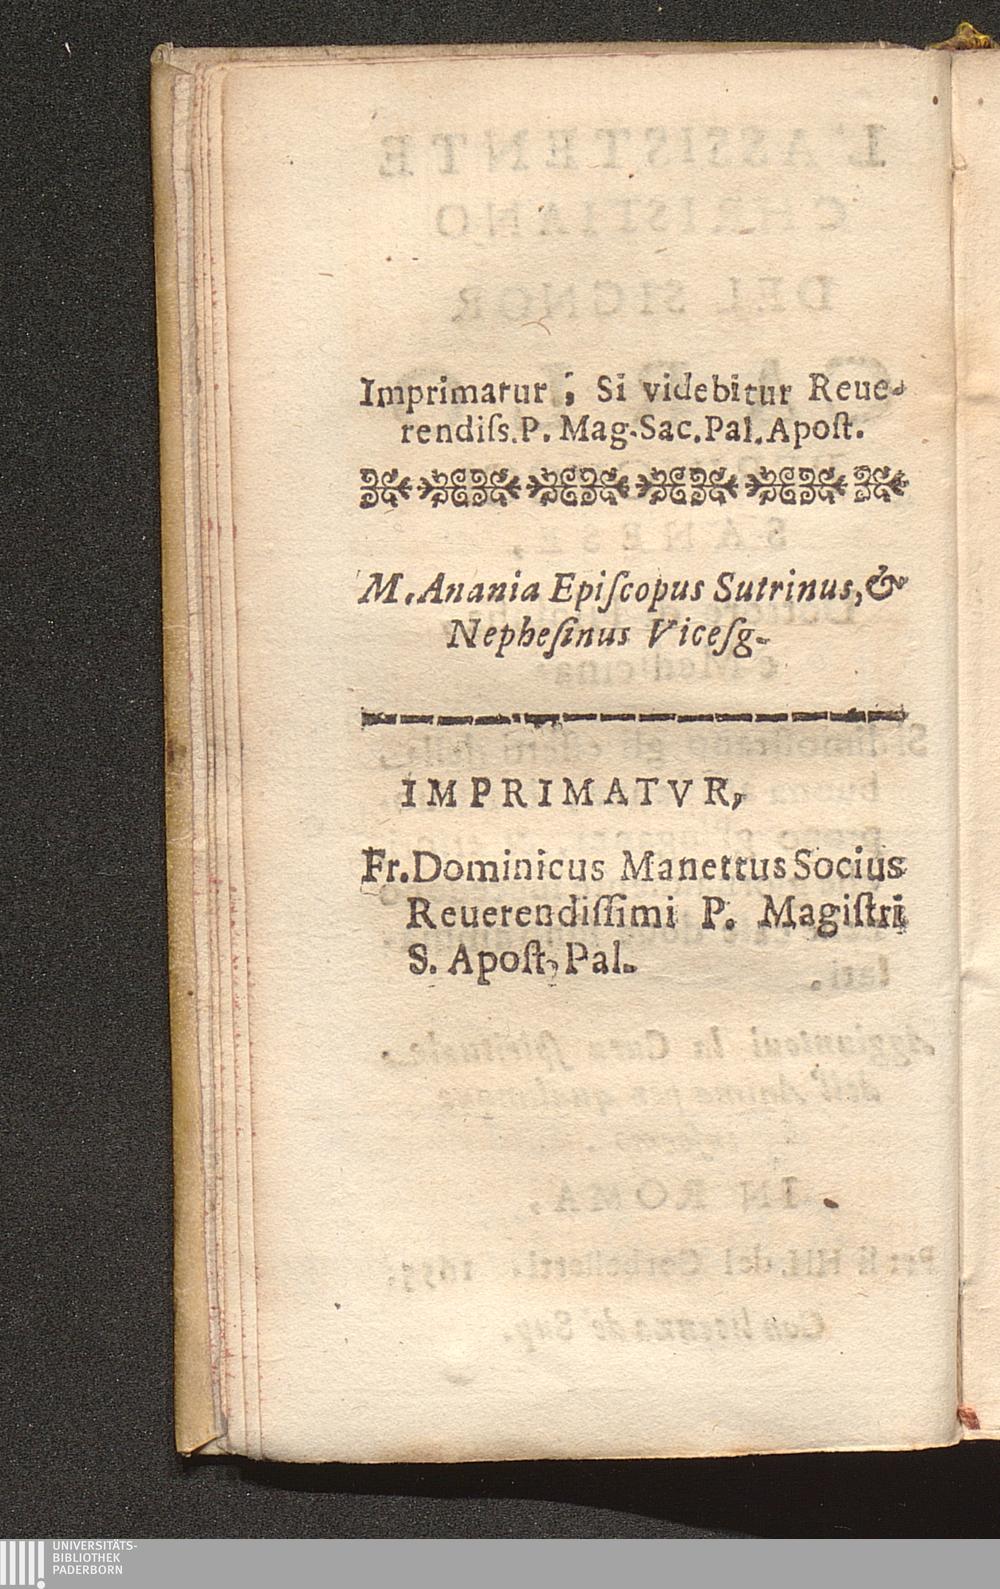 Imprimatur ; Si videbitur Reue-
rendiſs.P. Mag.Sac.Pal.Apoſt.
M. Anania Epiſcopus Sutrinus, &
Nepheſinus Viceſg.
IMPRIMATVR,
Fr.Dominicus Manettus Socius
Reuerendiſſimi P. Magiſtri
S. Apoſt, Pal.
UNIVERSITÄTS-
BIBLIOTHEK
PADERBORN